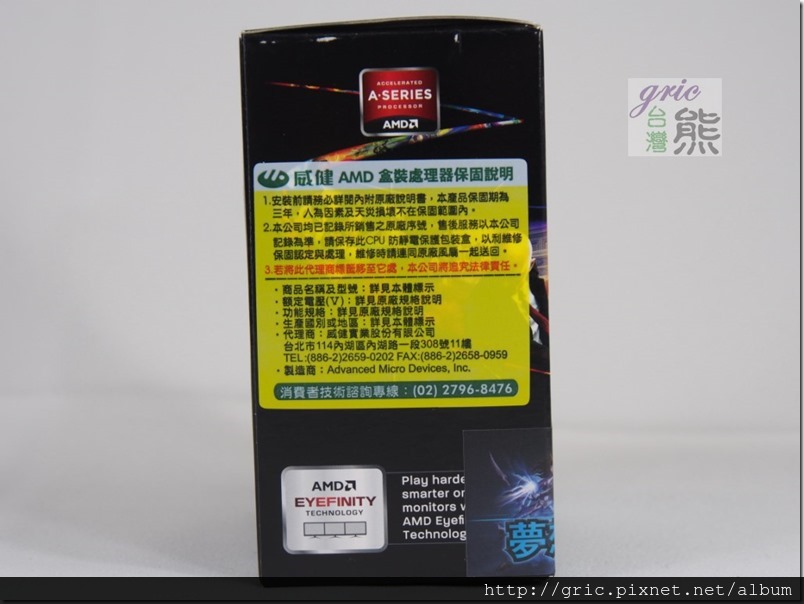 ACCELERATED
A-SERIES
PROCESSOR
AMD
gric
台灣熊
威健 AMD 盒裝處理器保固說明
1.安裝前請務必詳閱內附原廠說明書，本產品保固期為
三年，人為因素及天災損壞不在保固範圍內。
2.本公司均已記錄所銷售之原廠序號，售後服務以本公司
記錄為準，請保存此CPU 防靜電保護包裝盒，以利維修
保固認定與處理，維修時請連同原廠風扇一起送回。
3.若將此代理商標籤移至它處，本公司將追究法律責任。
・商品名稱及型號：詳見本體標示
・額定電壓(V)：詳見原廠規格說明
・功能規格：詳見原廠規格說明
・生產國別或地區：詳見本體標示
・代理商：威健實業股份有限公司
台北市114內湖區內湖路一段308號11樓
TEL:(886-2)2659-0202 FAX:(886-2)2658-0959
・製造商：Advanced Micro Devices, Inc.
消費者技術諮詢專線：(02) 2796-8476
AMD
EYEFINITY
TECHNOLOGY
Play harde
smarter on
monitors w
AMD Eyefi
Technolog
夢
http://gric.pixnet.net/album